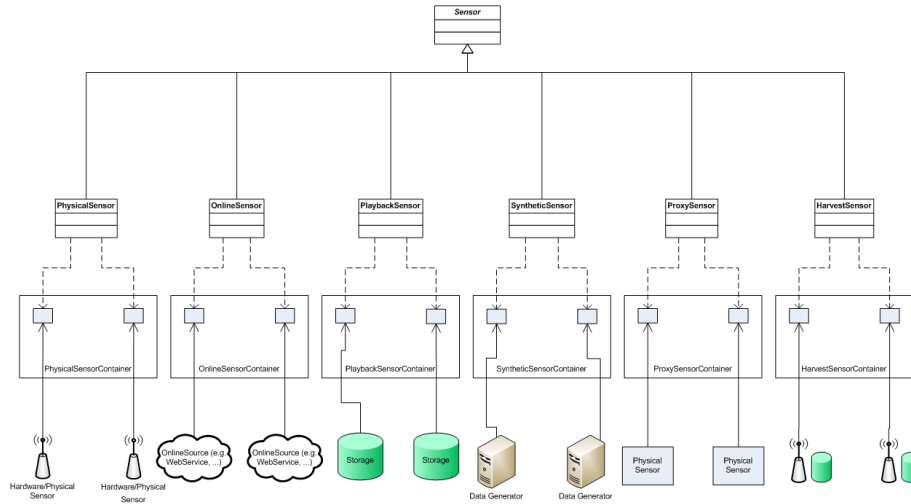 Sensor
PhysicalSensor
OnlineSensor
PlaybackSensor
SyntheticSensor
ProxySensor
HarvestSensor
PhysicalSensorContainer
OnlineSensorContainer
PlaybackSensorContainer
SyntheticSensorContainer
ProxySensorContainer
HarvestSensorContainer
Hardware/Physical
Sensor
Hardware/Physical
Sensor
OnlineSource (e.g.
WebService, ...)
OnlineSource (e.g.
WebService, ...)
Storage
Storage
Data Generator
Data Generator
Physical
Sensor
Physical
Sensor